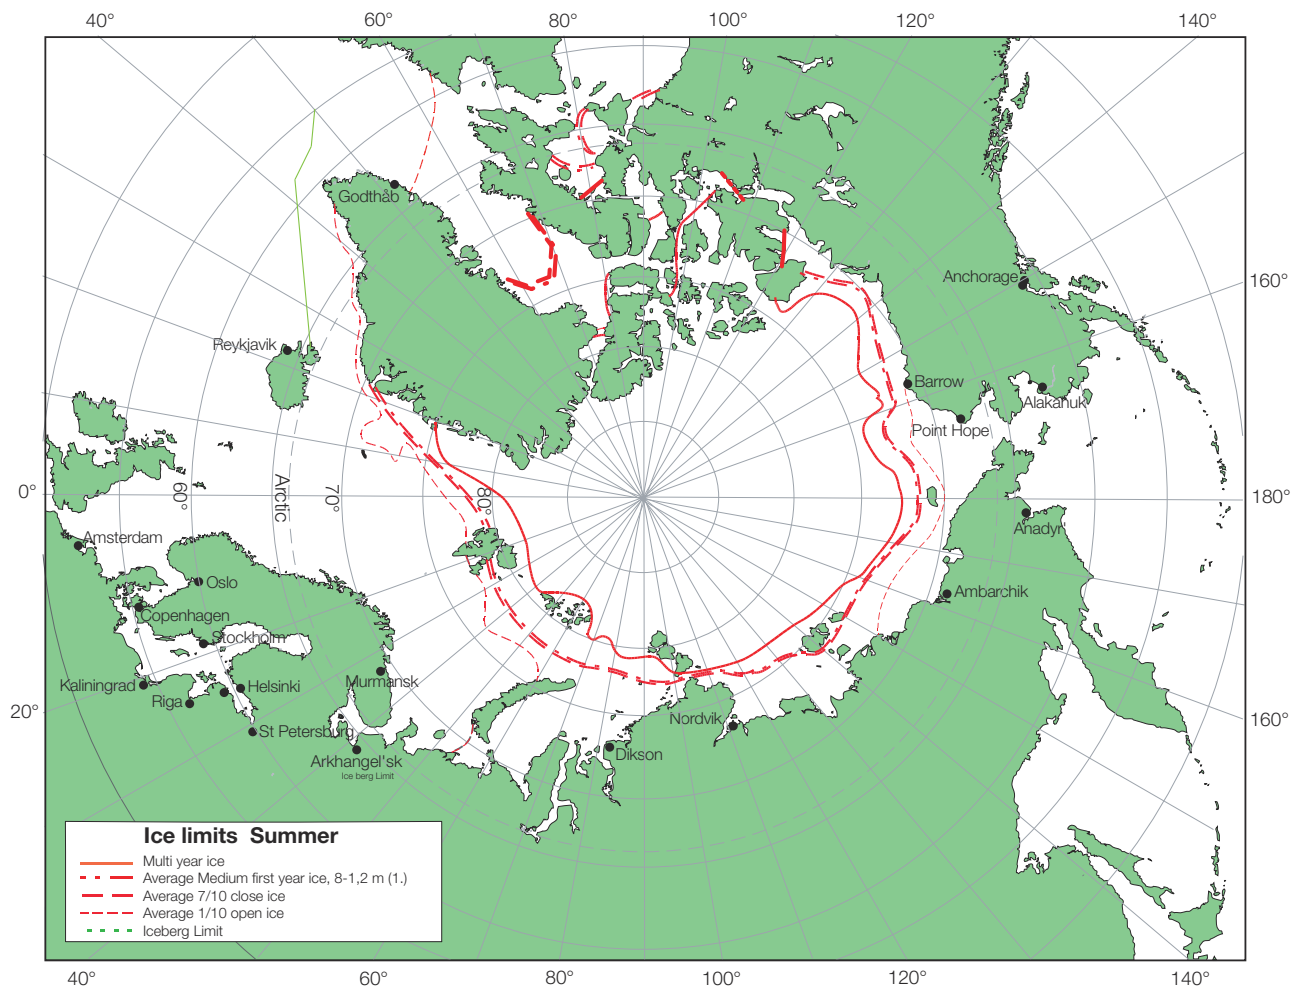 40°
60°
80°
100°
120°
140°
Godthåb
Anchorage
160°
Reykjavik
Barrow
Alakanuk
Point Hope
0°
60°
Arctic
70°
80°
180°
Anadyr
Amsterdam
Oslo
Ambarchik
Copenhagen
Stockholm
Kaliningrad
Helsinki
Murmansk
Riga
20°
St Petersburg
Nordvik
160°
Arkhangel'sk
Ice berg Limit
Dikson
Ice limits Summer
Multi year ice
Average Medium first year ice, 8-1,2 m (1.)
Average 7/10 close ice
Average 1/10 open ice
Iceberg Limit
40°
60°
80°
100°
120°
140°